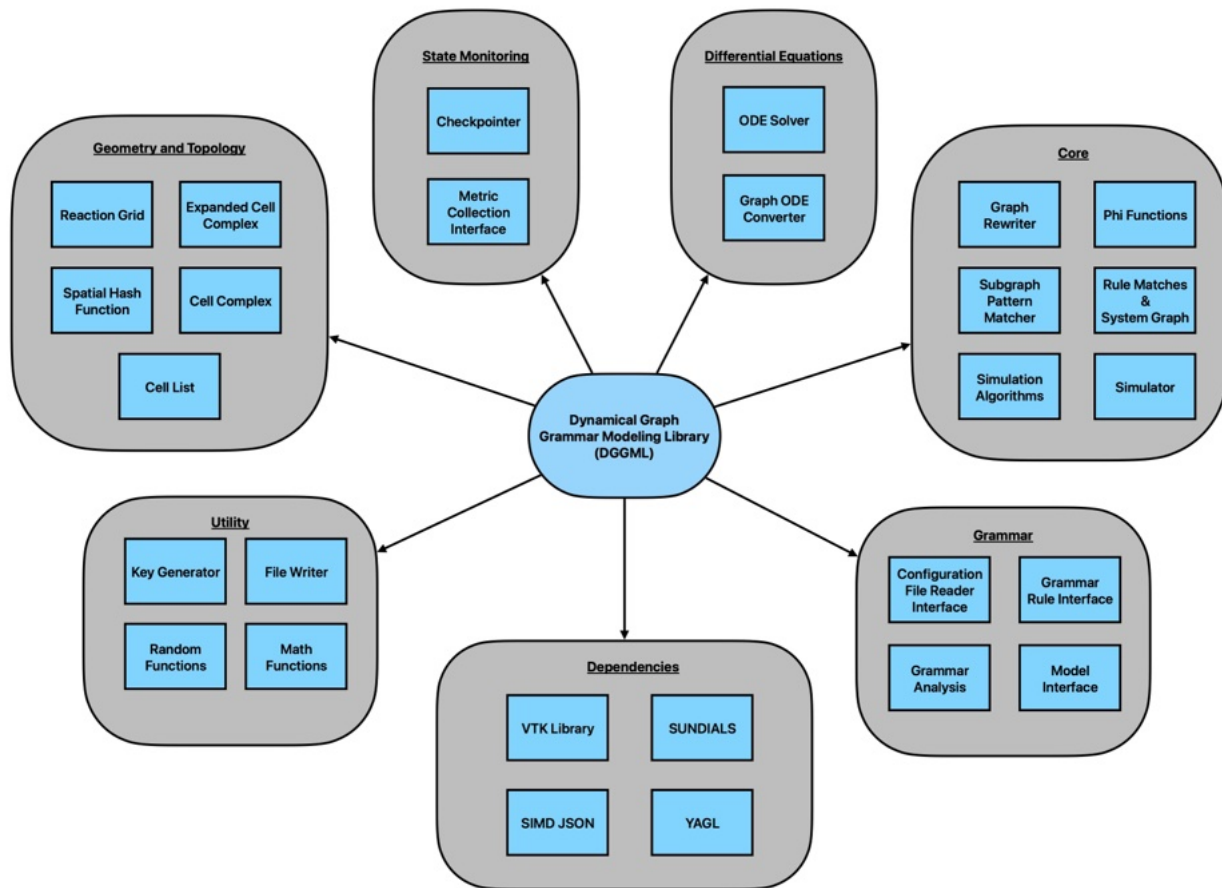 State Monitoring
Checkpointer
Metric
Collection
Interface
Differential Equations
ODE Solver
Graph ODE
Converter
Geometry and Topology
Reaction Grid
Expanded Cell
Complex
Spatial Hash
Function
Cell Complex
Cell List
Core
Graph
Rewriter
Phi Functions
Subgraph
Pattern
Matcher
Rule Matches
&
System Graph
Simulation
Algorithms
Simulator
Dynamical Graph
Grammar Modeling Library
(DGGML)
Utility
Key Generator
File Writer
Random
Functions
Math
Functions
Dependencies
VTK Library
SUNDIALS
SIMD JSON
YAGL
Grammar
Configuration
File Reader
Interface
Grammar
Rule Interface
Grammar
Analysis
Model
Interface